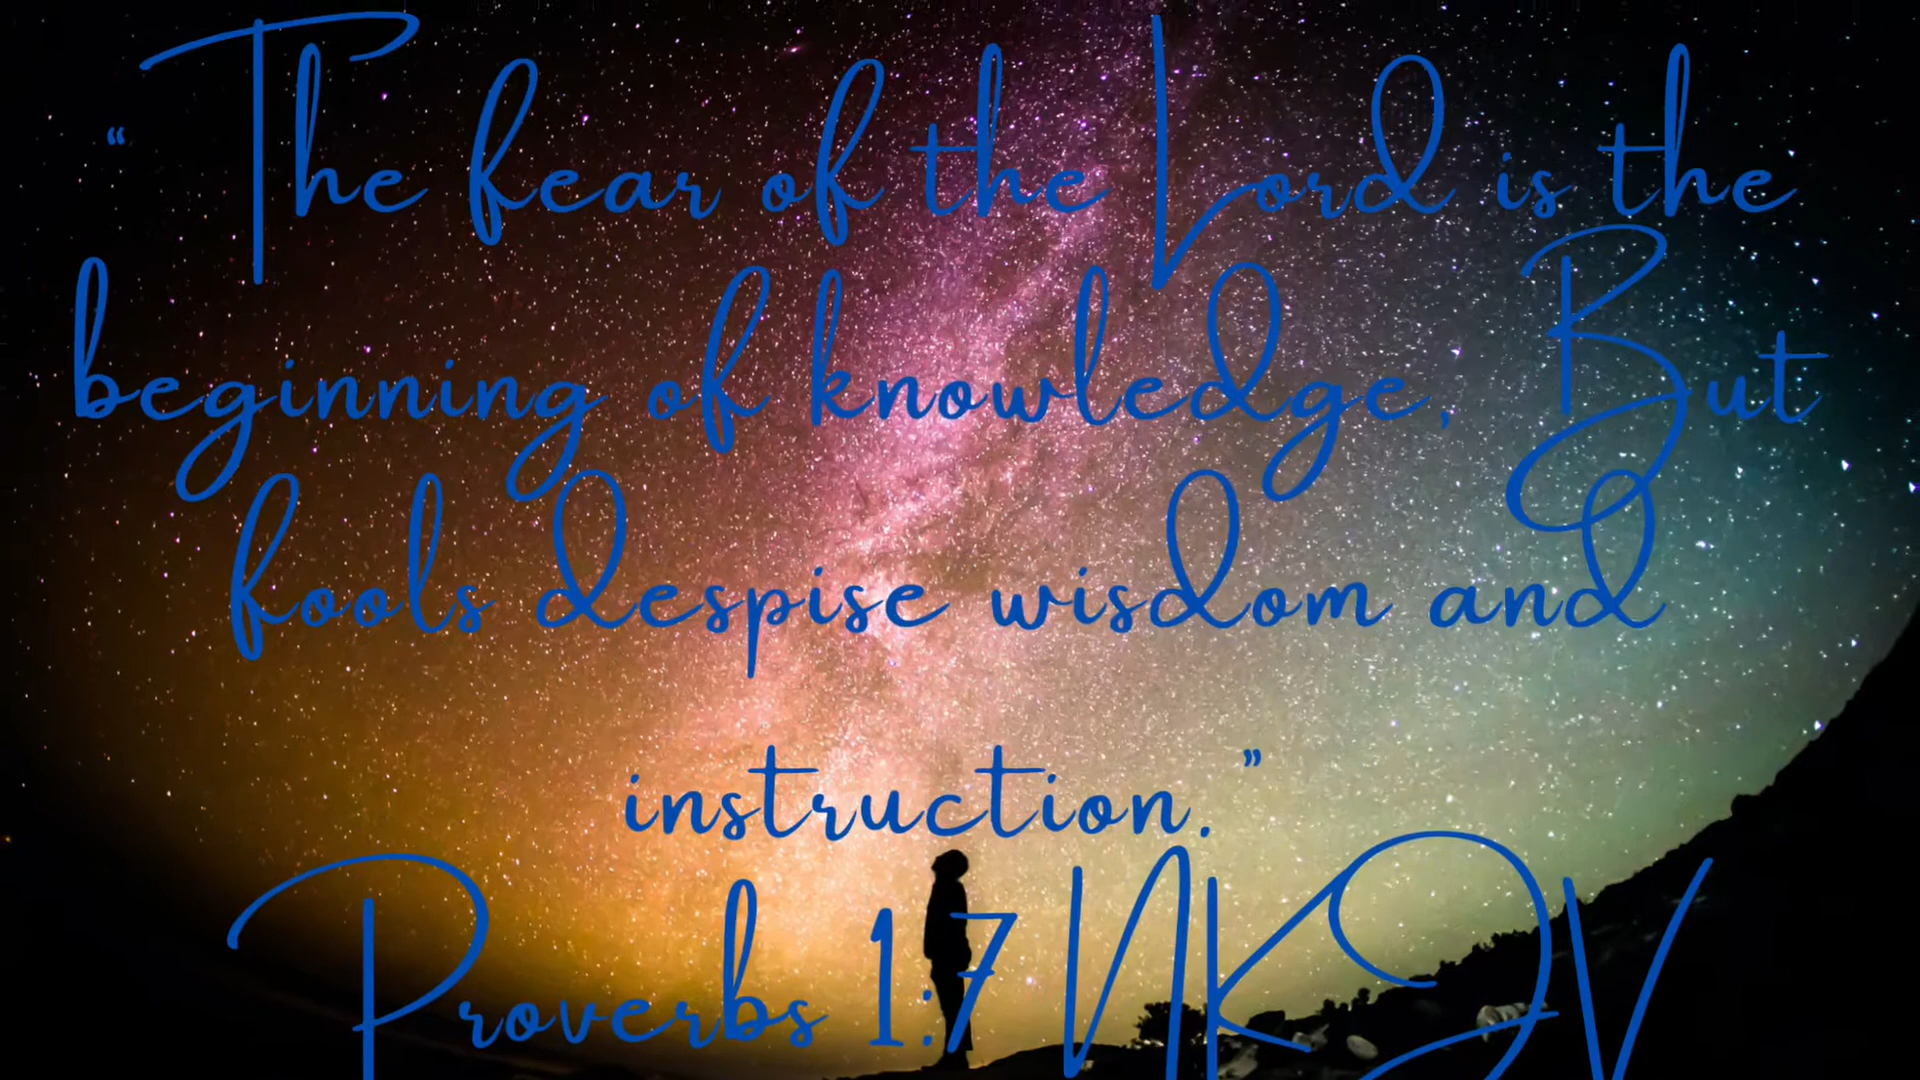 “The fear of the Lord is the
beginning of knowledge, But
fools despise wisdom and
instruction.”
Proverbs 1:7 NKJV